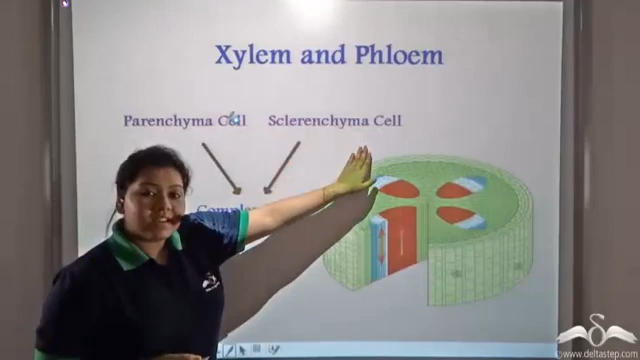 Xylem and Phloem
Parenchyma Cell Sclerenchyma Cell
www.deltastep.com